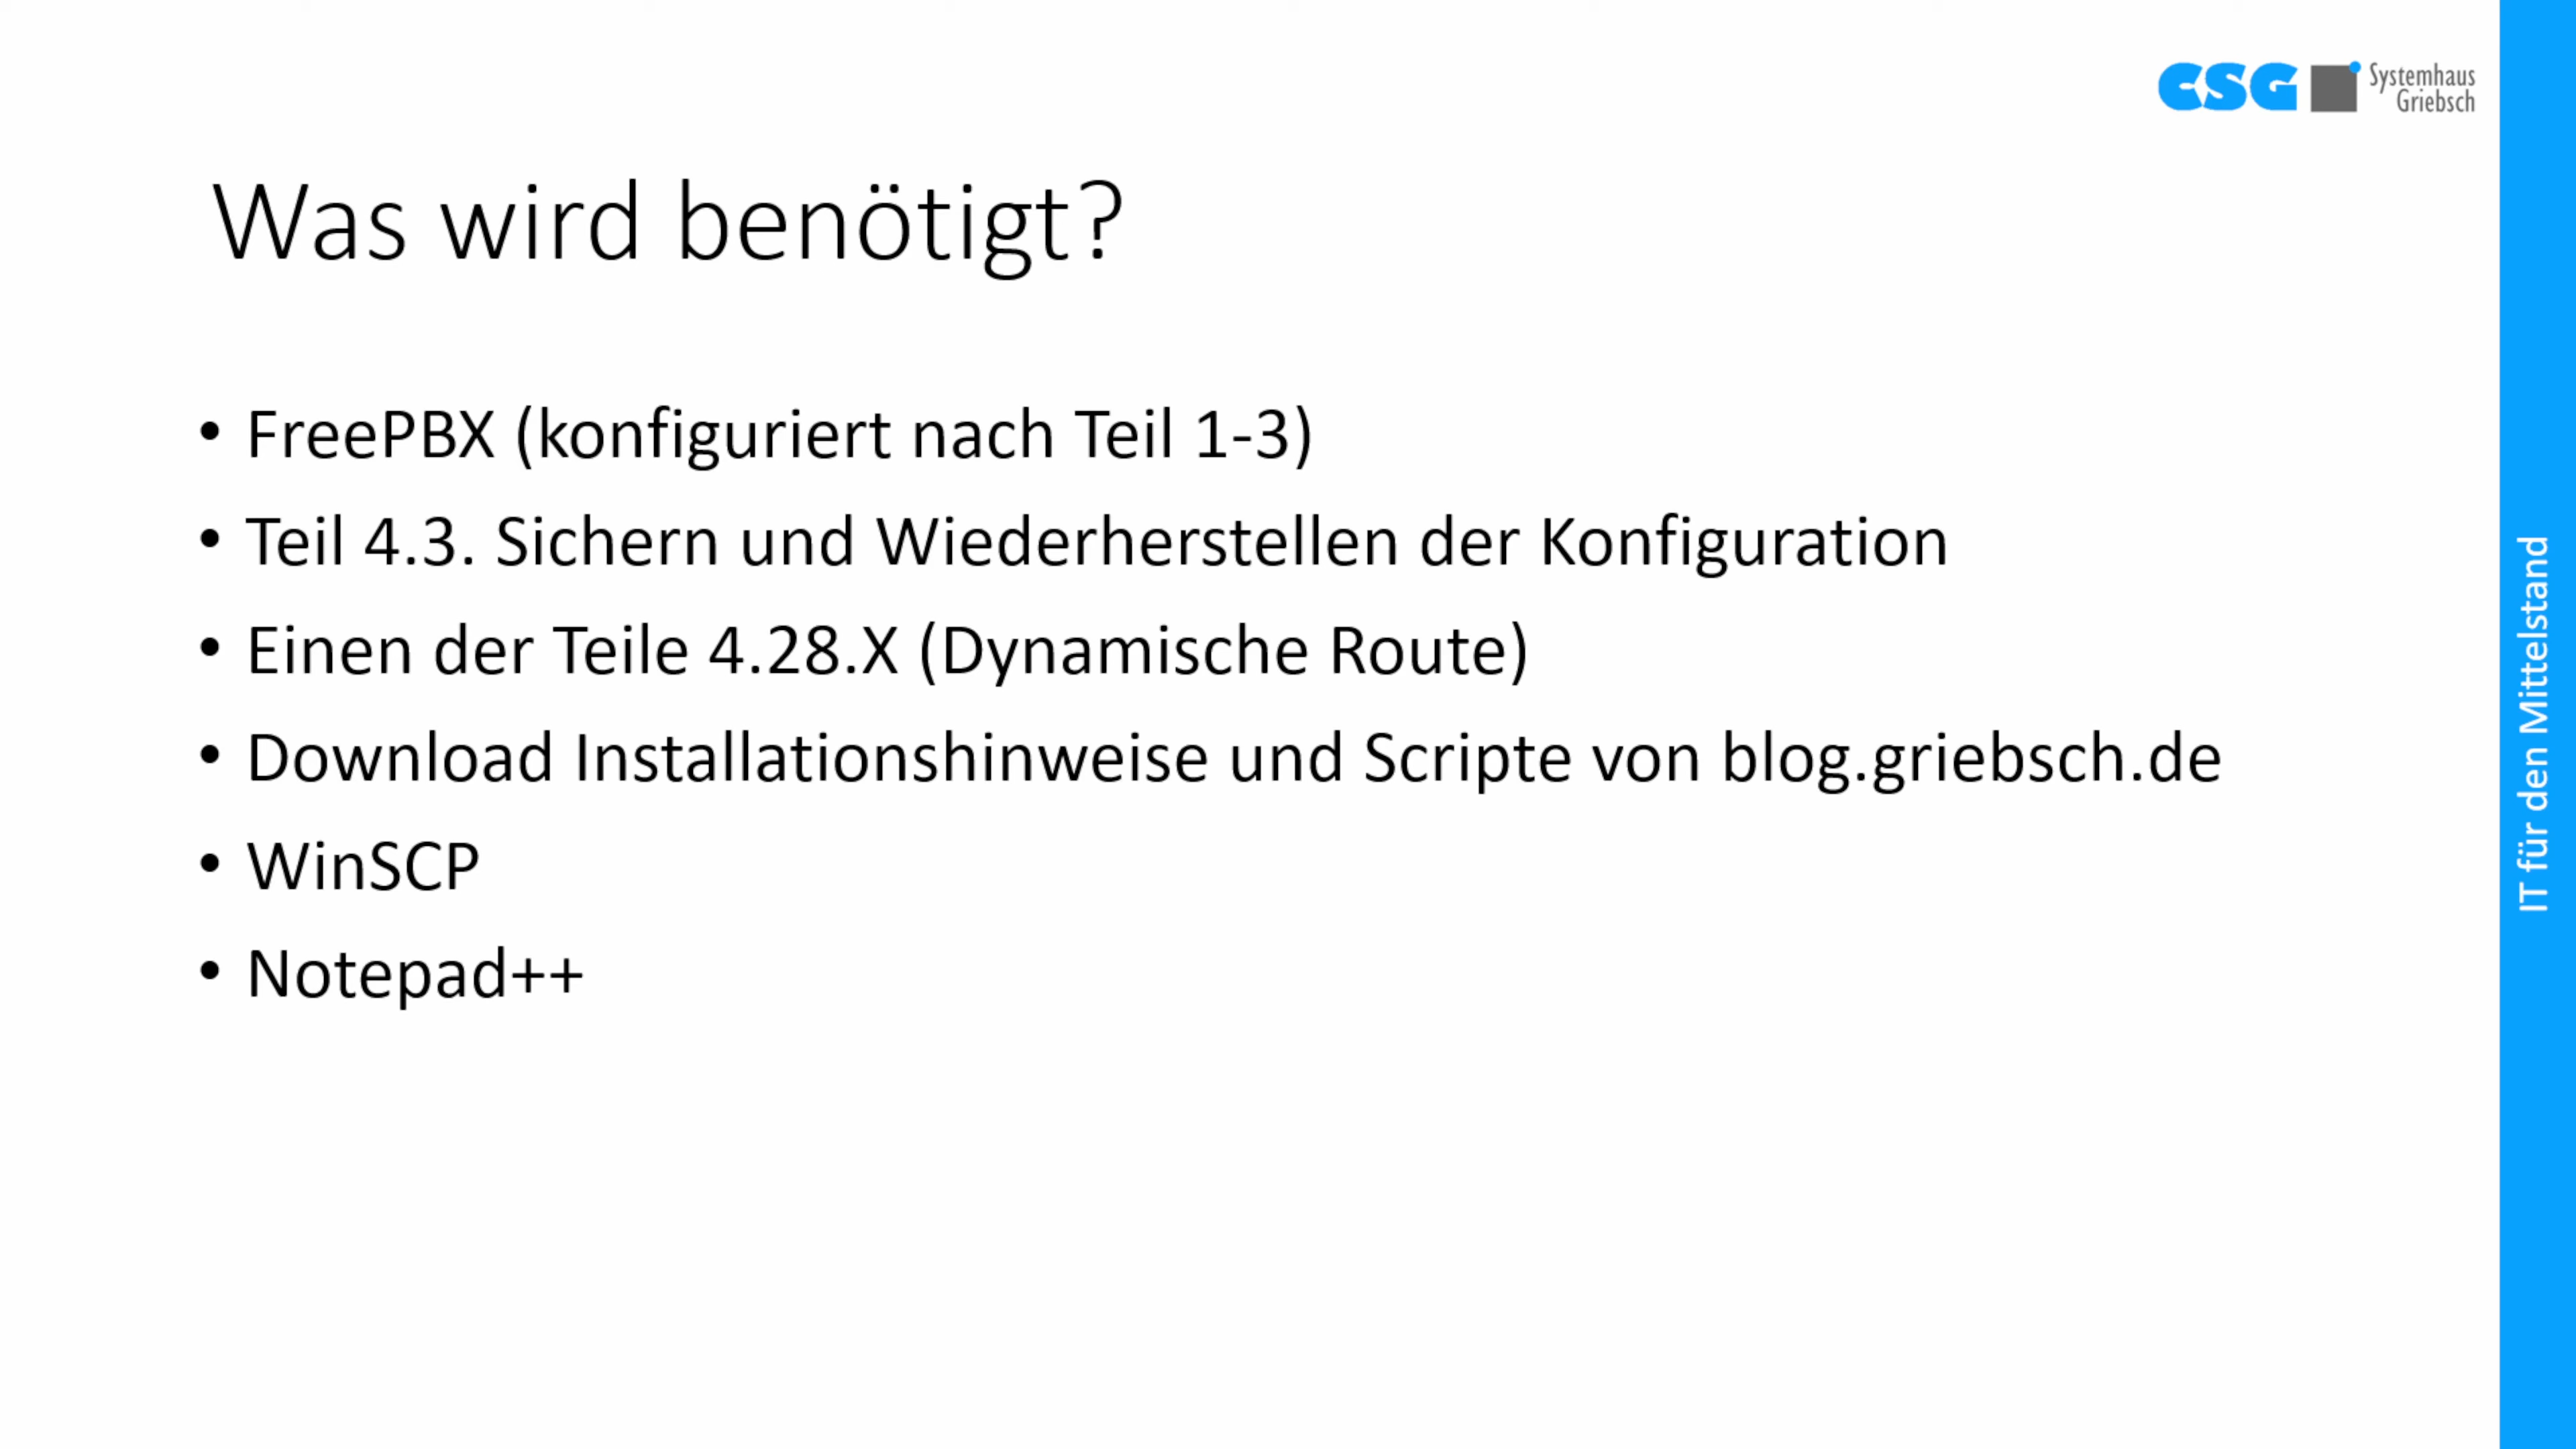 CSG Systemhaus
Griebsch
Was wird benötigt?
• FreePBX (konfiguriert nach Teil 1-3)
• Teil 4.3. Sichern und Wiederherstellen der Konfiguration
• Einen der Teile 4.28.X (Dynamische Route)
• Download Installationshinweise und Scripte von blog.griebsch.de
• WinSCP
• Notepad++
IT für den Mittelstand